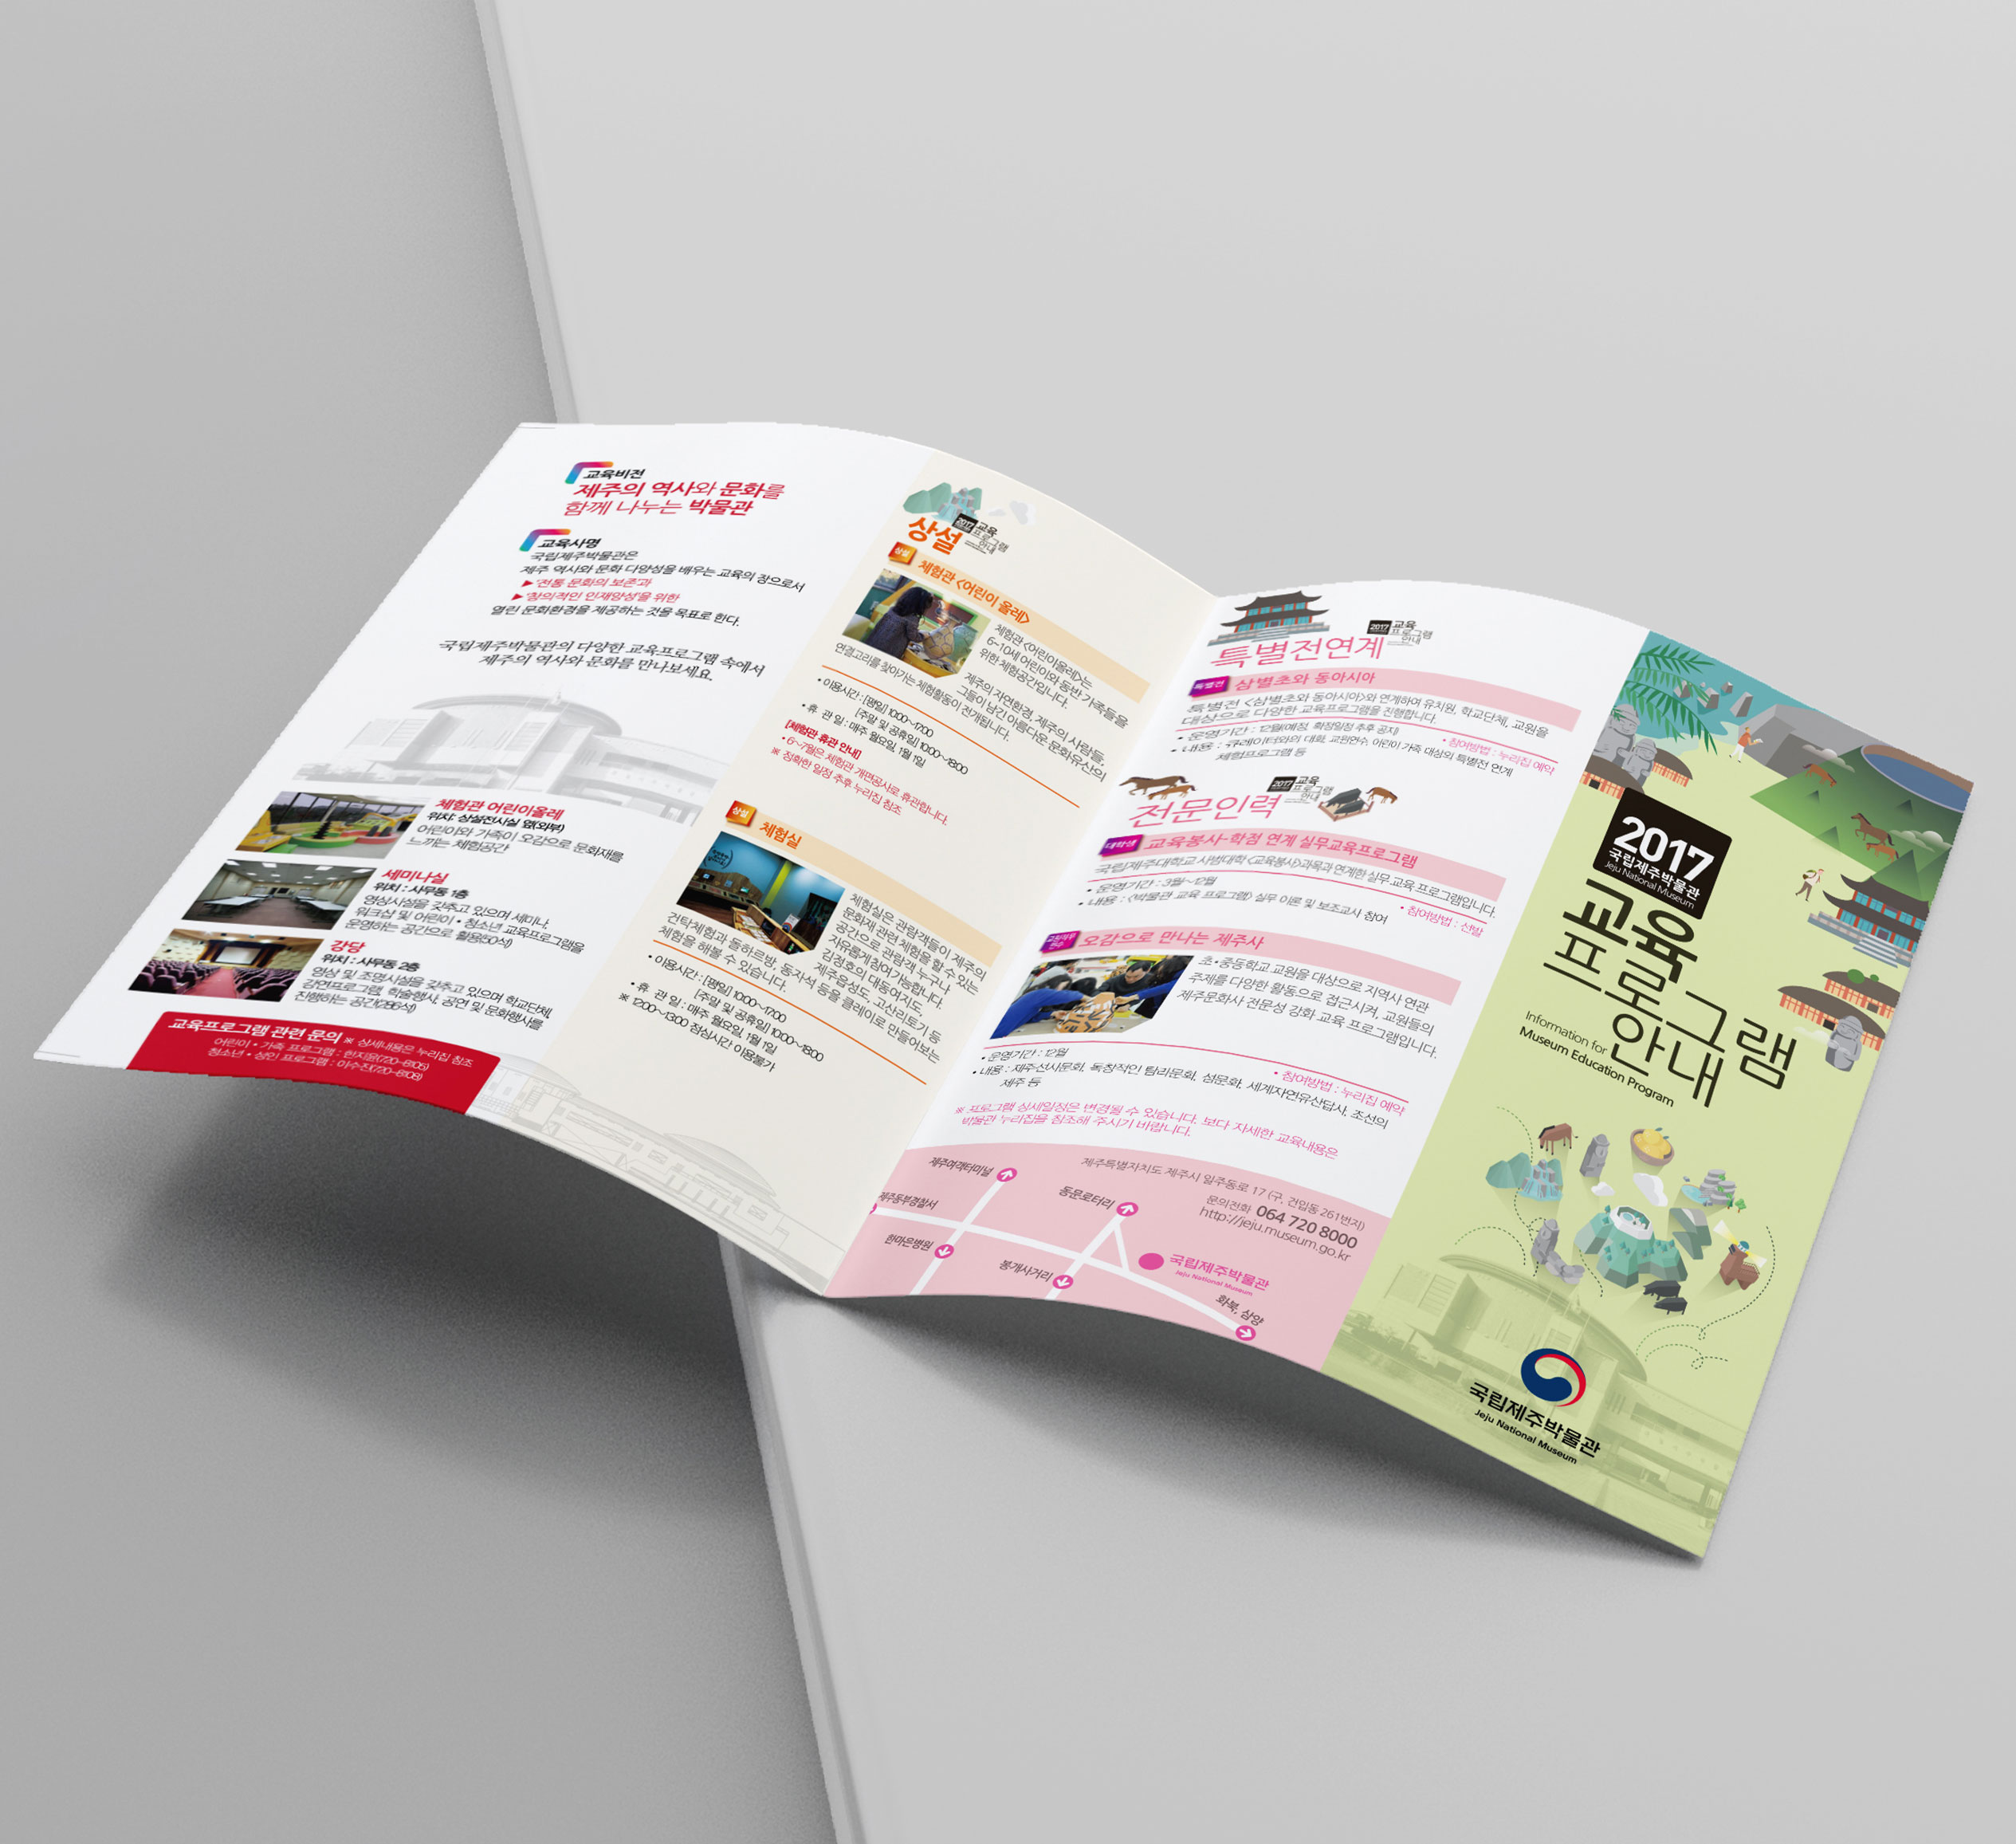 교육비전
제주의 역사와 문화를
함께 나누는 박물관
교육사명
국립제주박물관은
제주 역사와 문화 다양성을 배우는 교육의 장으로서
▶ '전통 문화의 보존'과
▶ '창의적인 인재양성'을 위한
열린 문화환경을 제공하는 것을 목표로 한다.
국립제주박물관의 다양한 교육프로그램 속에서
제주의 역사와 문화를 만나보세요.
체험관 어린이올레
위치: 상설전시실 옆(외부)
어린이와 가족이 오감으로 문화재를
느끼는 체험공간
세미나실
위치 : 사무동 1층
영상시설을 갖추고 있으며 세미나,
워크샵 및 어린이 • 청소년 교육프로그램을
운영하는 공간으로 활용(50석)
강당
위치 : 사무동 2층
영상 및 조명시설을 갖추고 있으며 학교단체,
강연프로그램, 학술행사, 공연 및 문화행사를
진행하는 공간(286석)
교육프로그램 관련 문의 ※ 상세내용은 누리집 참조
어린이 • 가족 프로그램 : 한지윤(720-8105)
청소년 • 성인 프로그램 : 이수진(720-8108)
상설
2017 교육
프로그램
안내
상설 체험관 <어린이 올레>
체험관 <어린이올레>는
6~10세 어린이와 동반 가족들을
위한 체험공간입니다.
제주의 자연환경, 제주의 사람들,
그들이 남긴 아름다운 문화유산의
연결고리를 찾아가는 체험활동이 전개됩니다.
• 이용시간 : [평일] 10:00~17:00
[주말 및 공휴일] 10:00~18:00
• 휴 관 일 : 매주 월요일, 1월 1일
[체험관 휴관 안내]
• 6~7월은 체험관 개편공사로 휴관합니다.
※ 정확한 일정 추후 누리집 참조
상설 체험실
체험실은 관람객들이 제주의
문화재 관련 체험을 할 수 있는
공간으로 관람객 누구나
자유롭게 참여가능합니다.
김정호의 대동여지도,
제주읍성도, 고산리토기 등
건탁체험과 돌하르방, 동자석 등을 클레이로 만들어보는
체험을 해볼 수 있습니다.
• 이용시간 : [평일] 10:00~17:00
[주말 및 공휴일] 10:00~18:00
• 휴 관 일 : 매주 월요일, 1월 1일
※ 12:00~13:00 점심시간 이용불가
특별전연계
2017 교육
프로그램
안내
특별전 삼별초와 동아시아
특별전 <삼별초와 동아시아>와 연계하여 유치원, 학교단체, 교원을
대상으로 다양한 교육프로그램을 진행합니다.
• 운영기간 : 12월(예정, 확정일정 추후 공지)
• 참여방법 : 누리집 예약
• 내용 : 큐레이터와의 대화, 교원연수, 어린이 가족 대상의 특별전 연계
체험프로그램 등
전문인력
2017 교육
프로그램
안내
대학생 교육봉사-학점 연계 실무교육프로그램
국립제주대학교 사범대학 <교육봉사>과목과 연계한 실무 교육 프로그램입니다.
• 운영기간 : 3월~12월
• 참여방법 : 선발
• 내용 : <박물관 교육 프로그램> 실무 이론 및 보조교사 참여
오감으로 만나는 제주사
초•중등학교 교원을 대상으로 지역사 연관
주제를 다양한 활동으로 접근시켜, 교원들의
제주문화사 전문성 강화 교육 프로그램입니다.
• 운영기간 : 12월
• 참여방법 : 누리집 예약
• 내용 : 제주선사문화, 독창적인 탐라문화, 섬문화, 세계자연유산답사, 조선의
제주 등
※ 프로그램 상세일정은 변경될 수 있습니다. 보다 자세한 교육내용은
박물관 누리집을 참조해 주시기 바랍니다.
제주특별자치도 제주시 일주동로 17 (구, 건입동 261번지)
문의전화 064 720 8000
http://jeju.museum.go.kr
제주여객터미널
동문로터리
제주동부경찰서
한마음병원
봉개사거리
국립제주박물관
Jeju National Museum
화북, 삼양
2017
국립제주박물관
Jeju National Museum
교육
프로그램
안내
Information for
Museum Education Program
국립제주박물관
Jeju National Museum